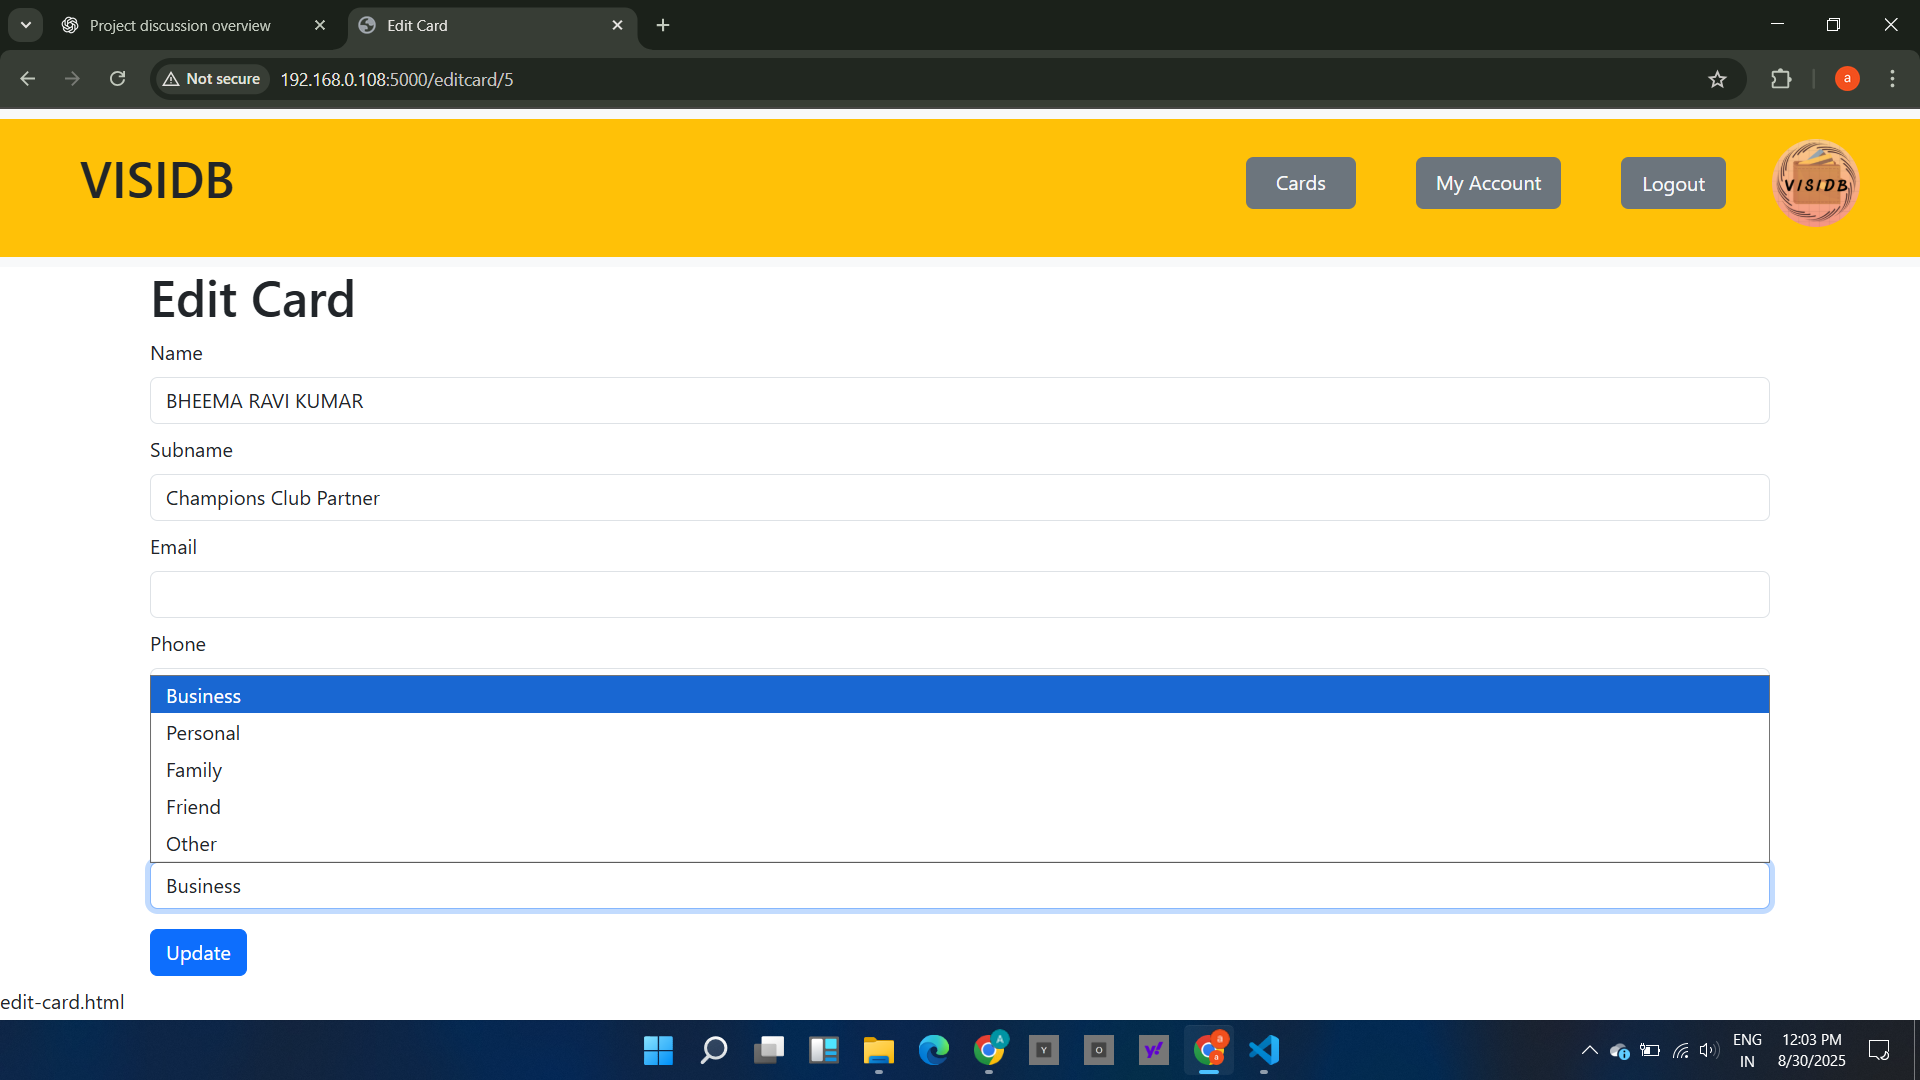 Project discussion overview
Edit Card
Not secure
192.168.0.108:5000/editcard/5
a
VISIDB
Cards
My Account
Logout
VISIDB
Edit Card
Name
BHEEMA RAVI KUMAR
Subname
Champions Club Partner
Email
Phone
Business
Personal
Family
Friend
Other
Business
Update
edit-card.html
A
Y
O
y!
a
a
ENG
IN
12:03 PM
8/30/2025